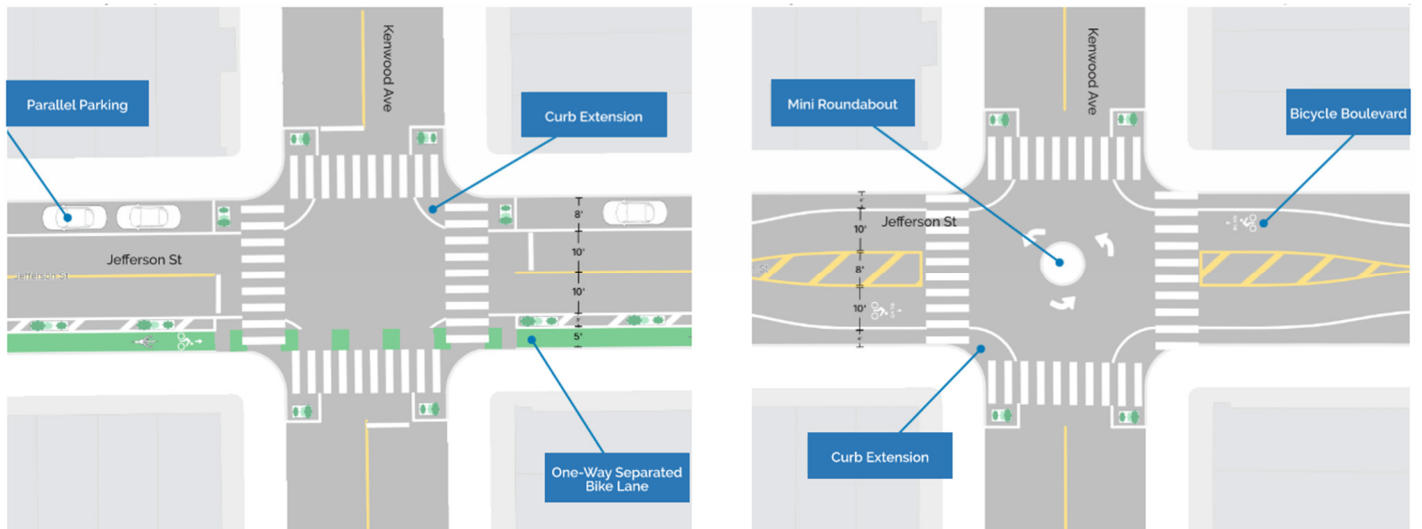 Kenwood Ave
Parallel Parking
Curb Extension
8'
10'
Jefferson St
Jefferson St
10'
5'
One-Way Separated
Bike Lane
Kenwood Ave
Mini Roundabout
Bicycle Boulevard
Jefferson St
10'
8'
St
10'
Curb Extension